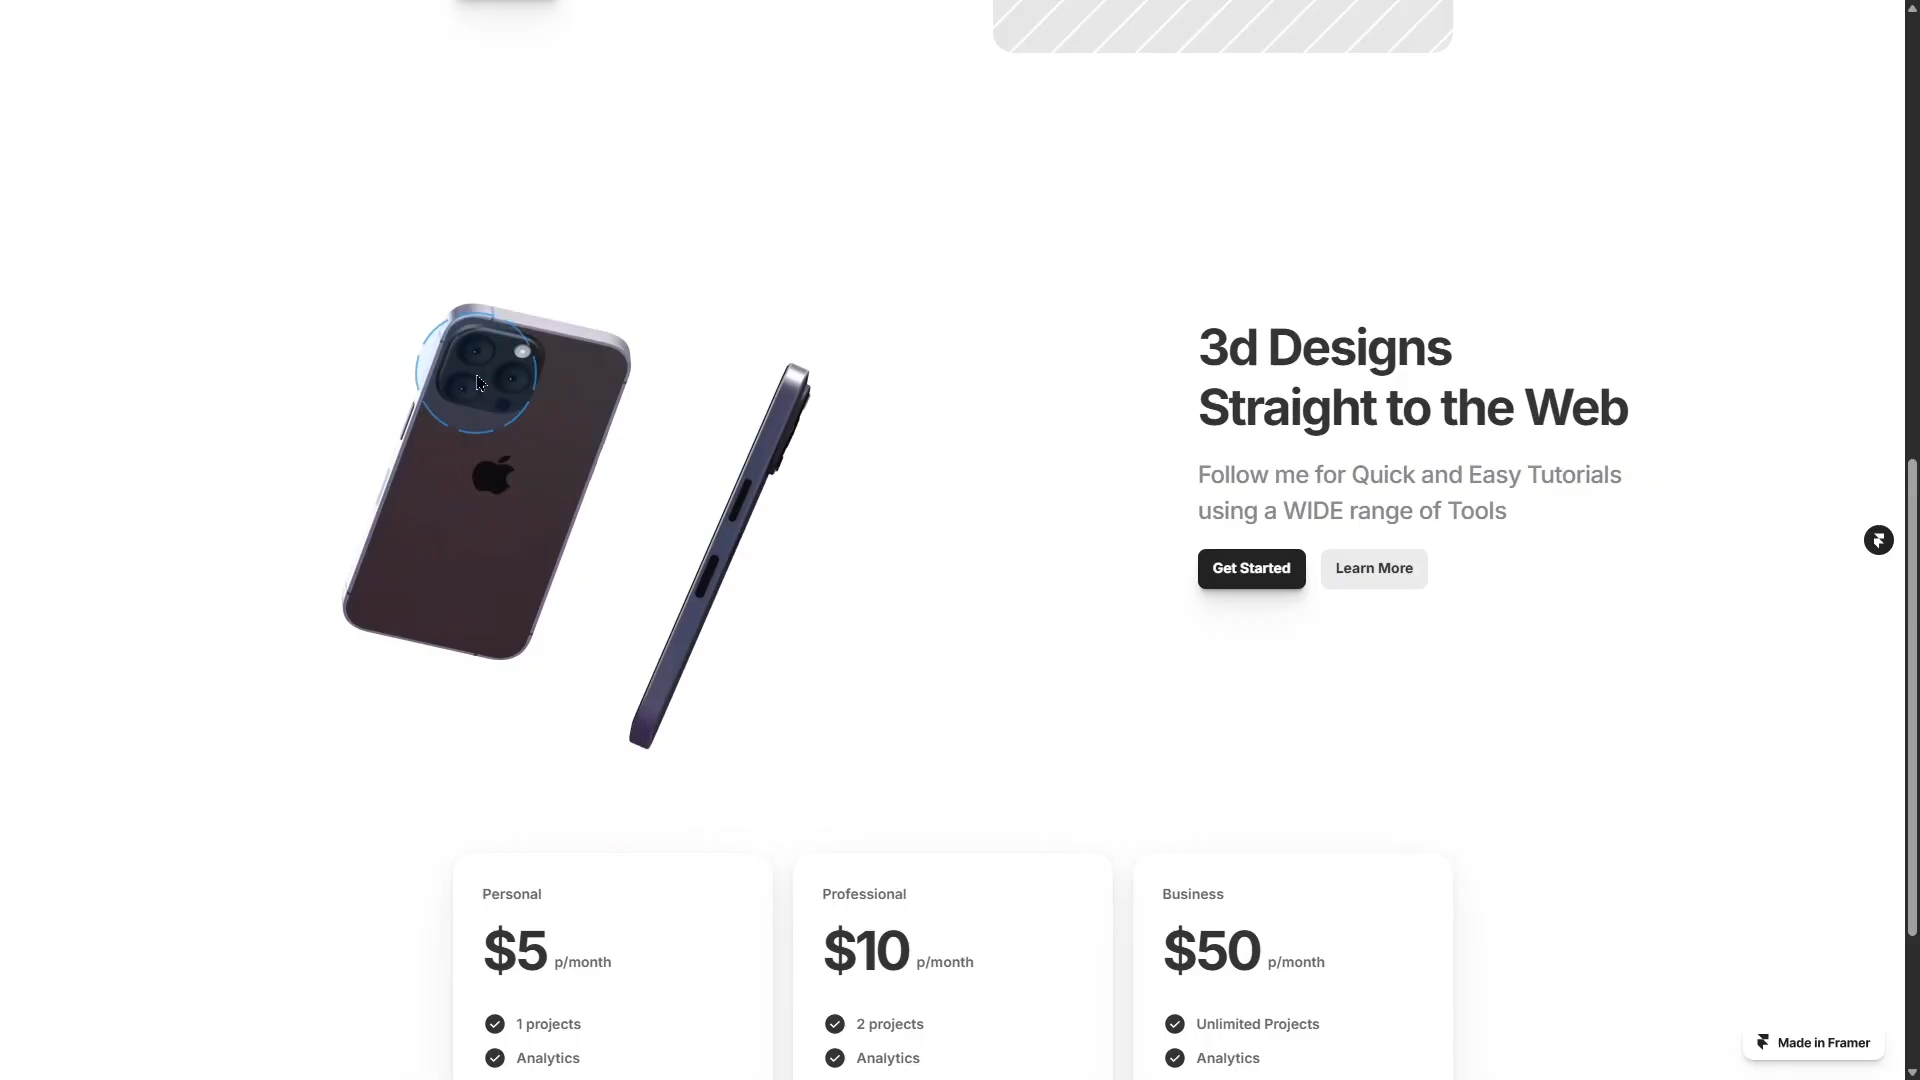 3d Designs
Straight to the Web
Follow me for Quick and Easy Tutorials
using a WIDE range of Tools
Get Started
Learn More
Personal
$5 p/month
1 projects
Analytics
Professional
$10 p/month
2 projects
Analytics
Business
$50 p/month
Unlimited Projects
Analytics
Made in Framer